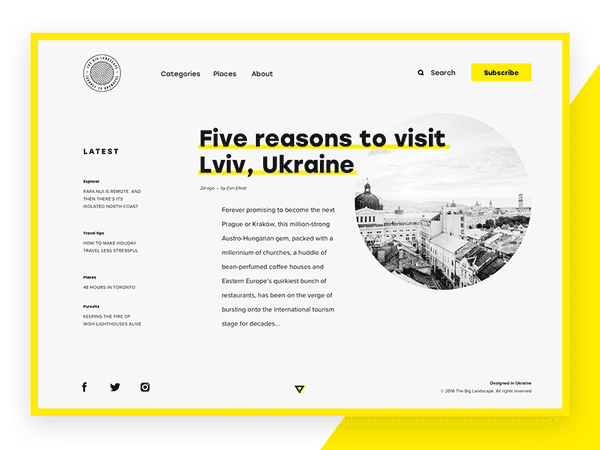 THE BIG LANDSCAPE
Categories
Places
About
Search
Subscribe
LATEST
Five reasons to visit
Lviv, Ukraine
2d ago • by Dan Elliott
Explorer
RAPA NUI IS REMOTE. AND
THEN THERE'S ITS
ISOLATED NORTH COAST
Travel tips
HOW TO MAKE HOLIDAY
TRAVEL LESS STRESSFUL
Places
48 HOURS IN TORONTO
Pursuits
KEEPING THE FIRE OF
IRISH LIGHTHOUSES ALIVE
Forever promising to become the next
Prague or Kraków, this million-strong
Austro-Hungarian gem, packed with a
millennium of churches, a huddle of
bean-perfumed coffee houses and
Eastern Europe's quirkiest bunch of
restaurants, has been on the verge of
bursting onto the international tourism
stage for decades...
Designed in Ukraine
© 2016 The Big Landscape. All rights reserved